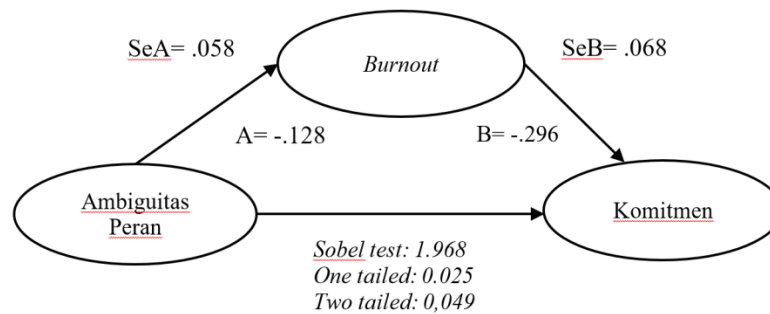 SeA= .058
Burnout
SeB= .068
A= -.128
B= -.296
Ambiguitas
Peran
Komitmen
Sobel test: 1.968
One tailed: 0.025
Two tailed: 0,049